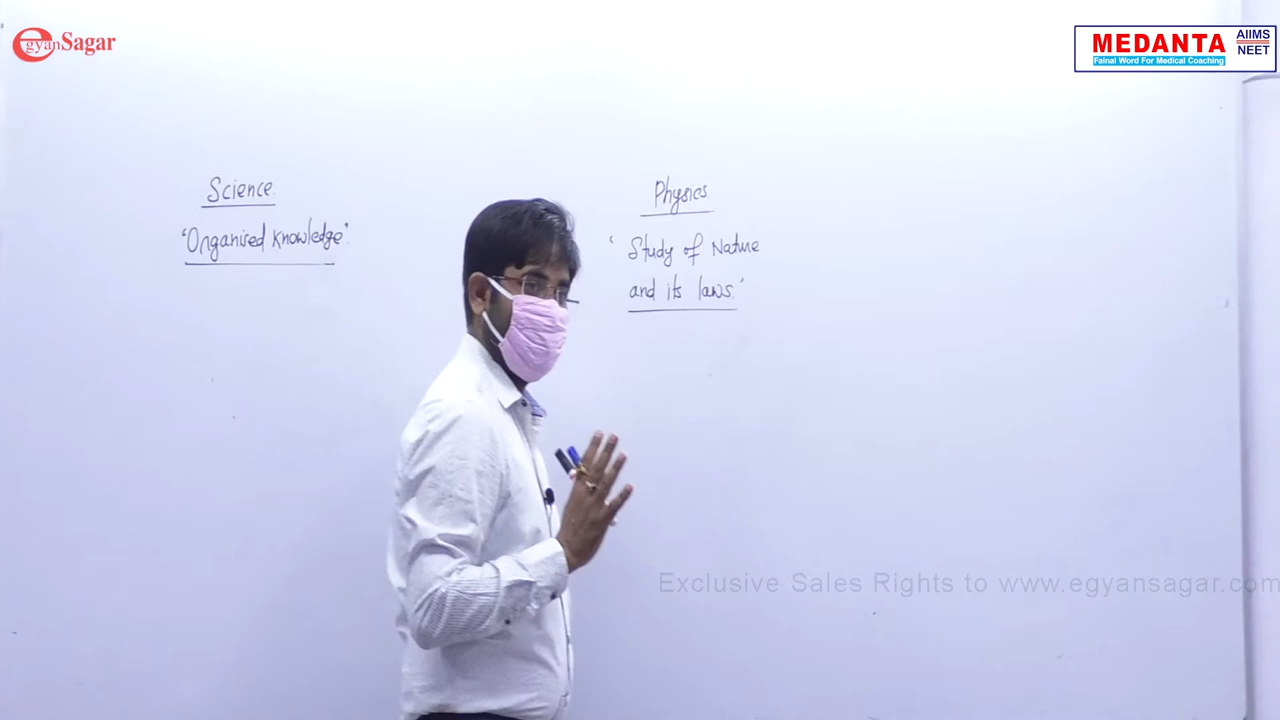 egyanSagar
MEDANTA
AIIMS
NEET
Fainal Word For Medical Coaching
Science
"Organised Knowledge".
Physics
' Study of Nature
and its laws.'
Exclusive Sales Rights to www.egyansagar.com